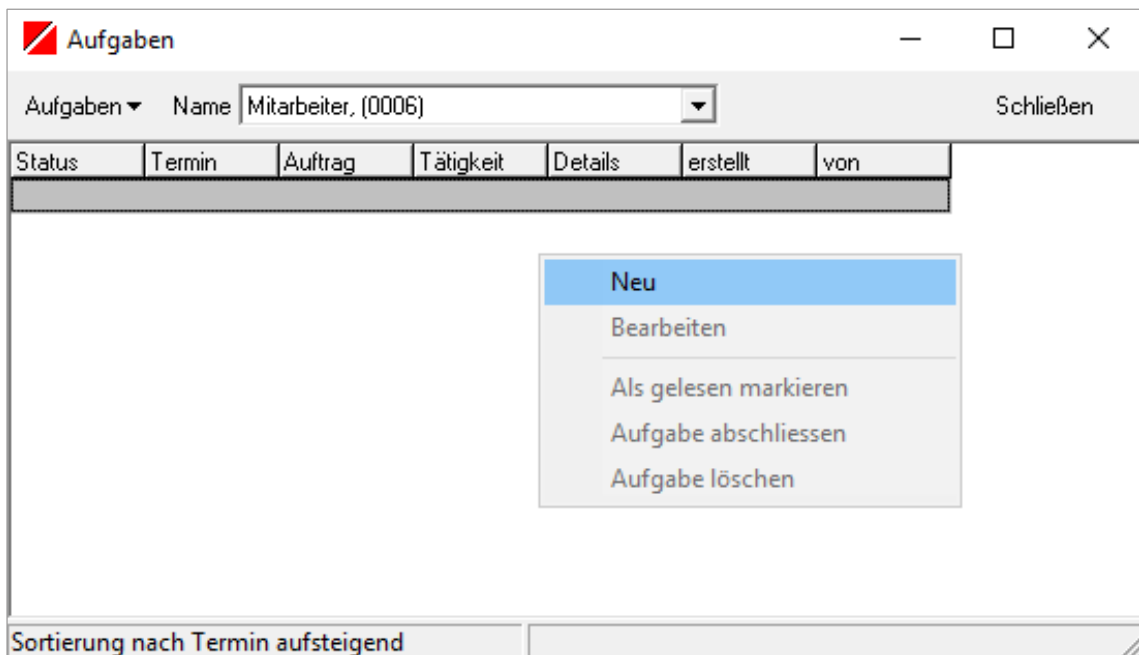 Aufgaben
Aufgaben Name Mitarbeiter, (0006) Schließen
Status Termin Auftrag Tätigkeit Details erstellt von
Neu
Bearbeiten
Als gelesen markieren
Aufgabe abschliessen
Aufgabe löschen
Sortierung nach Termin aufsteigend